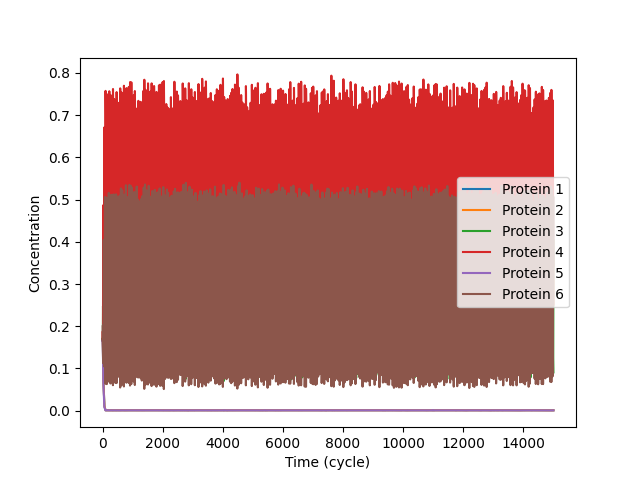 0.8
0.7
0.6
0.5
0.4
0.3
0.2
0.1
0.0
Concentration
0 2000 4000 6000 8000 10000 12000 14000
Time (cycle)
Protein 1
Protein 2
Protein 3
Protein 4
Protein 5
Protein 6